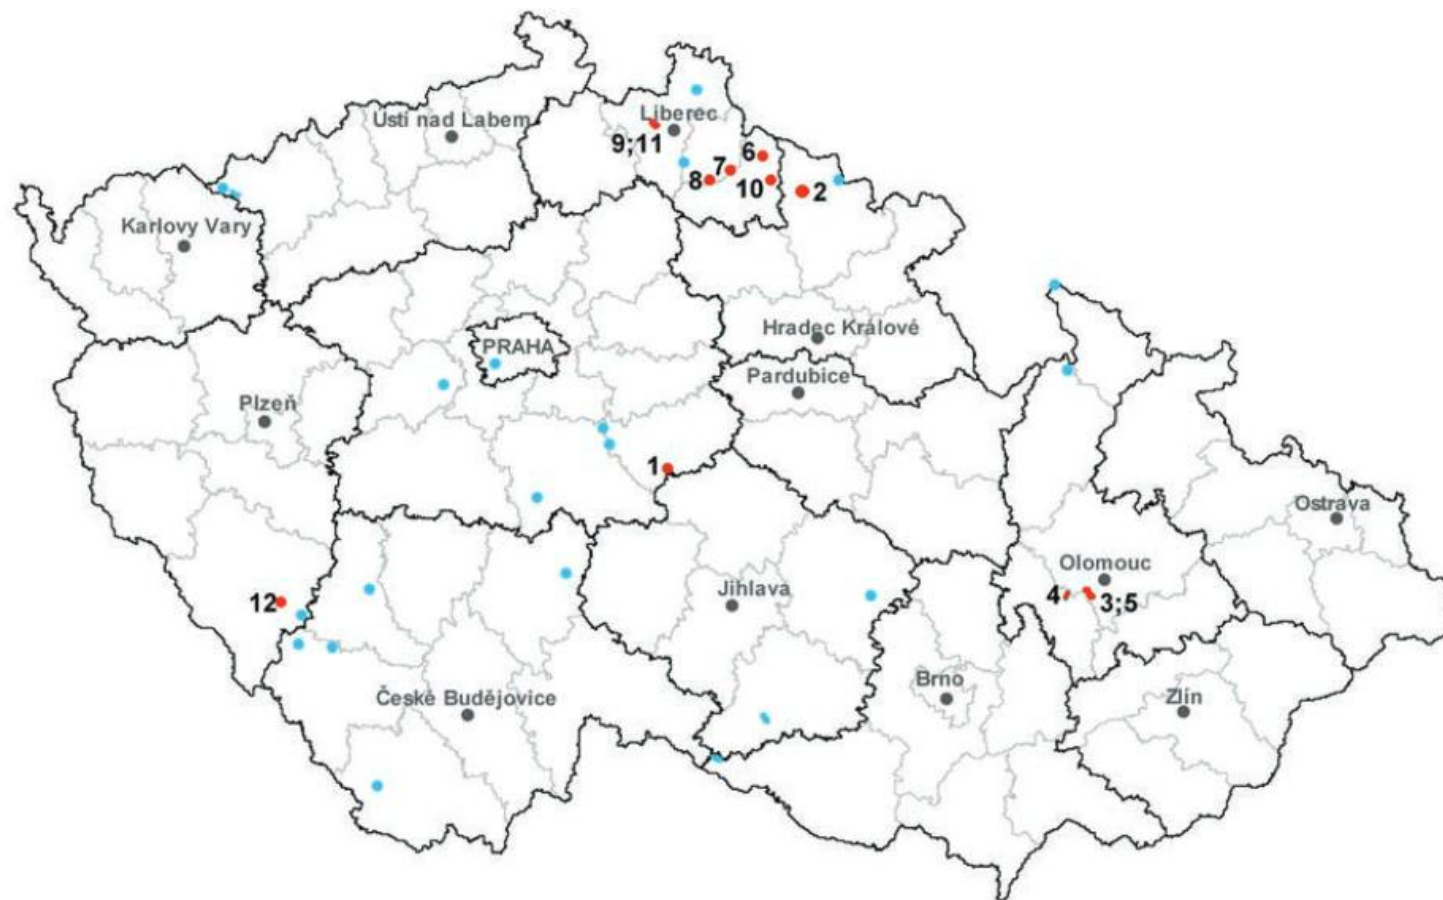 Ústí nad Labem
Liberec
9;11
6
7
8
10
2
Karlovy Vary
Hradec Králové
PRAHA
Pardubice
Plzeň
1
Ostrava
Olomouc
4
3;5
Jihlava
12
Brno
České Budějovice
Zlín